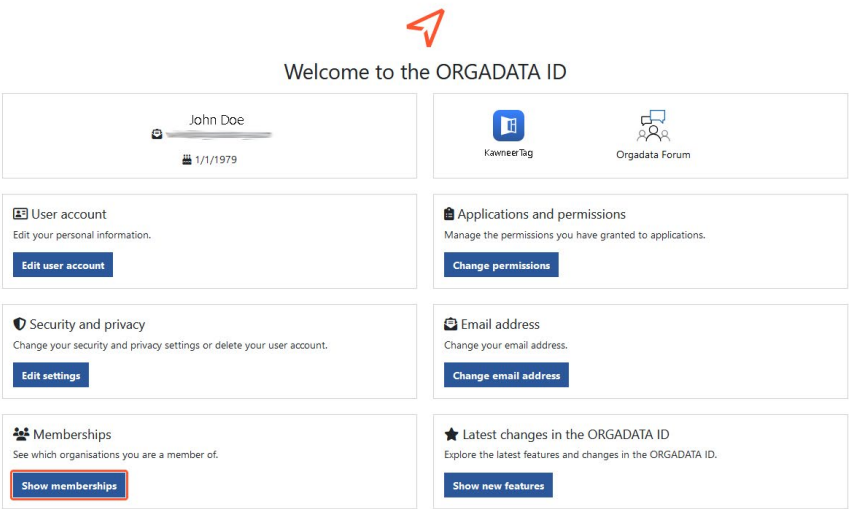 Welcome to the ORGADATA ID
John Doe
1/1/1979
KawneerTag
Orgadata Forum
User account
Edit your personal information.
Edit user account
Applications and permissions
Manage the permissions you have granted to applications.
Change permissions
Security and privacy
Change your security and privacy settings or delete your user account.
Edit settings
Email address
Change your email address.
Change email address
Memberships
See which organisations you are a member of.
Show memberships
Latest changes in the ORGADATA ID
Explore the latest features and changes in the ORGADATA ID.
Show new features